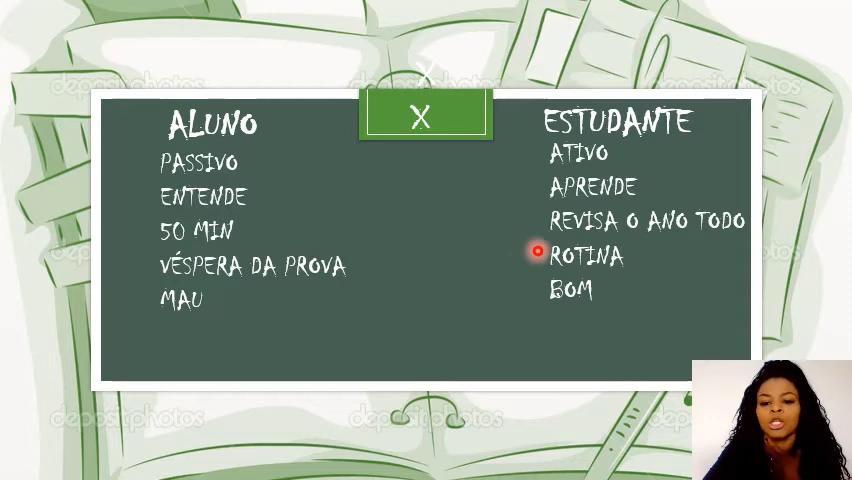 depositphotos
depositphotos
X
X
ALUNO
PASSIVO
ENTENDE
50 MIN
VÉSPERA DA PROVA
MAU
ESTUDANTE
ATIVO
APRENDE
REVISA O ANO TODO
ROTINA
BOM
depositphotos
depositphotos